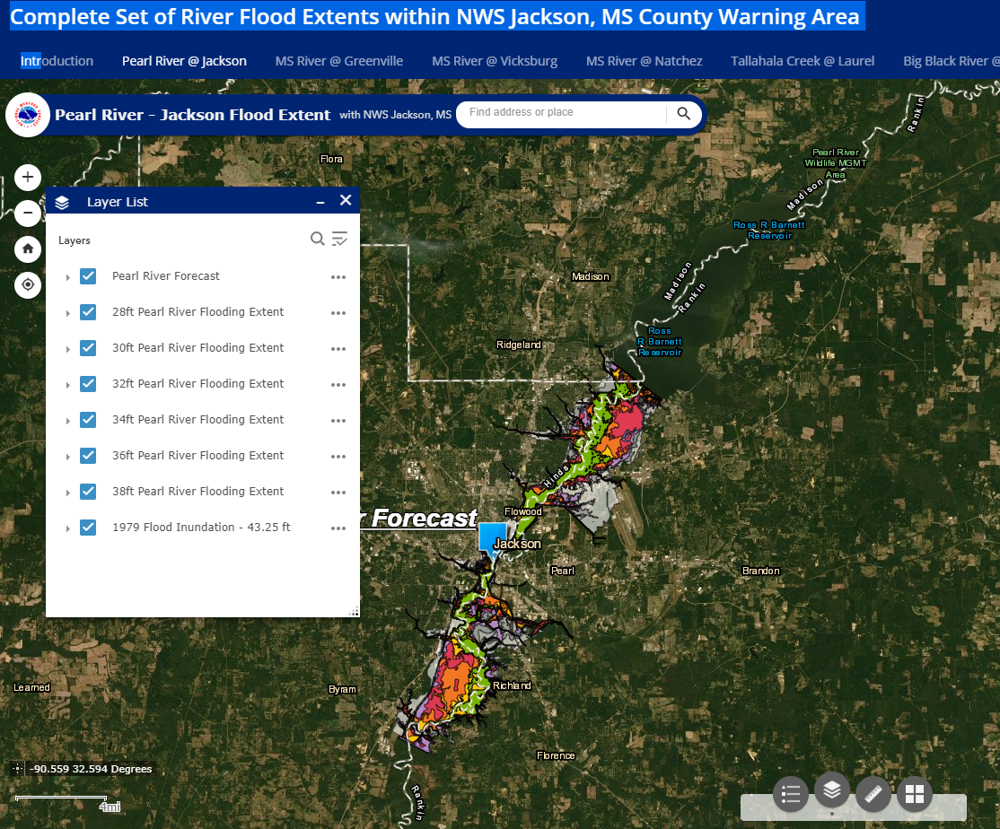 Complete Set of River Flood Extents within NWS Jackson, MS County Warning Area
Introduction Pearl River @ Jackson MS River @ Greenville MS River @ Vicksburg MS River @ Natchez Tallahala Creek @ Laurel Big Black River @
Pearl River - Jackson Flood Extent with NWS Jackson, MS Find address or place
Rankin
Flora
Pearl River
Wildlife MGMT
Area
Madison
Ross R Barnett
Reservoir
Layer List
Layers
Pearl River Forecast
28ft Pearl River Flooding Extent
30ft Pearl River Flooding Extent
32ft Pearl River Flooding Extent
34ft Pearl River Flooding Extent
36ft Pearl River Flooding Extent
38ft Pearl River Flooding Extent
1979 Flood Inundation - 43.25 ft
Madison
Madison
Rankin
Ross
R Barnett
Reservoir
Ridgeland
Hinds
Flowood
r Forecast
Jackson
Pearl
Brandon
Learned
Byram
Richland
Florence
-90.559 32.594 Degrees
4mi
Rankin